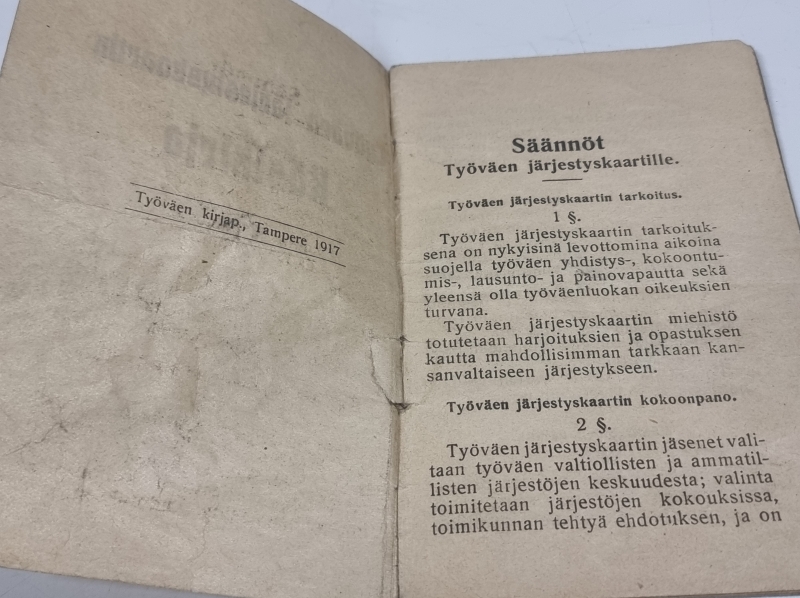 Työväen kirjap., Tampere 1917
Säännöt
Työväen järjestyskaartille.
Työväen järjestyskaartin tarkoitus.
1 §.
Työväen järjestyskaartin tarkoituk-
sena on nykyisinä levottomina aikoina
suojella työväen yhdistys-, kokoontu-
mis-, lausunto- ja painovapautta sekä
yleensä olla työväenluokan oikeuksien
turvana.
Työväen järjestyskaartin miehistö
totutetaan harjoituksien ja opastuksen
kautta mahdollisimman tarkkaan kan-
sanvaltaiseen järjestykseen.
Työväen järjestyskaartin kokoonpano.
2 §.
Työväen järjestyskaartin jäsenet vali-
taan työväen valtiollisten ja ammatil-
listen järjestöjen keskuudesta; valinta
toimitetaan järjestöjen kokouksissa,
toimikunnan tehtyä ehdotuksen, ja on